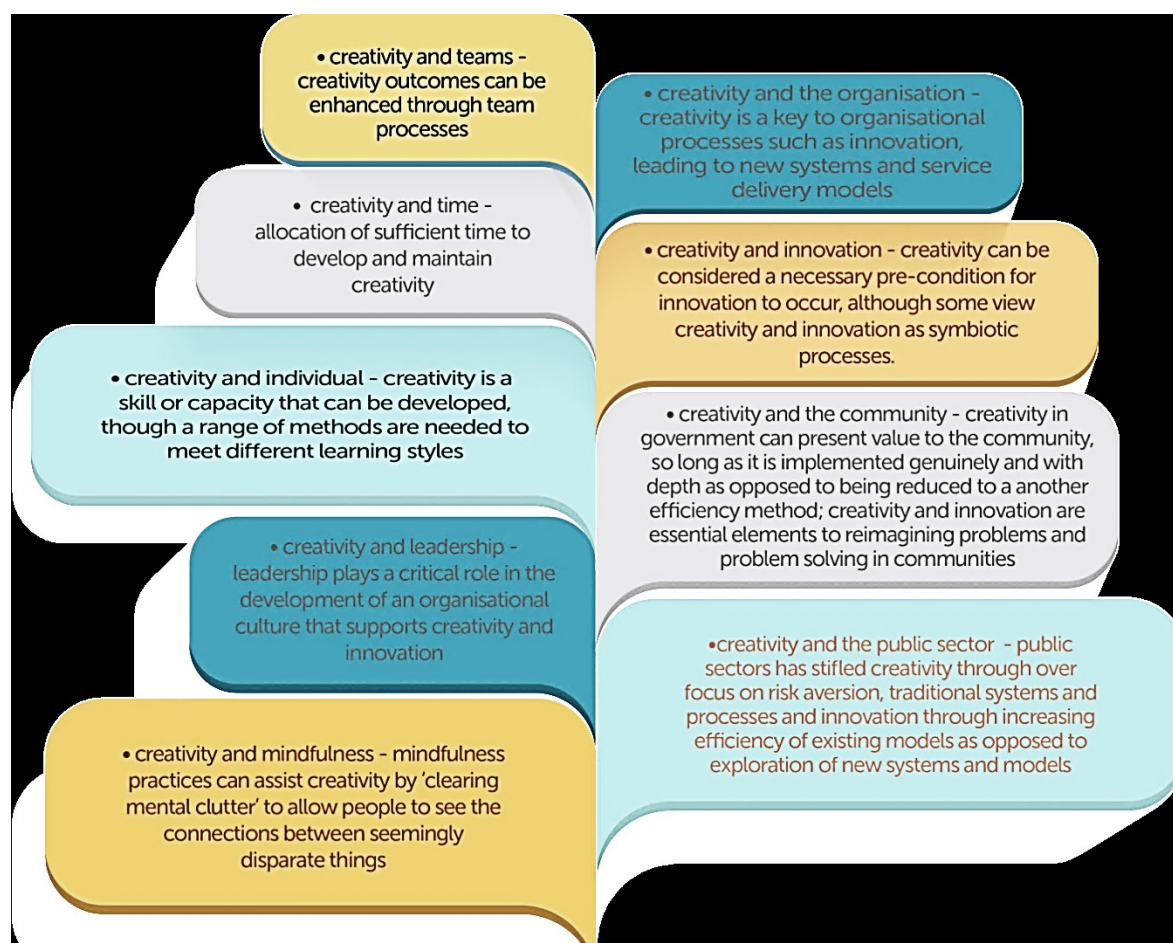 • creativity and teams -
creativity outcomes can be
enhanced through team
processes
• creativity and the organisation -
creativity is a key to organisational
processes such as innovation,
leading to new systems and service
delivery models
• creativity and time -
allocation of sufficient time to
develop and maintain
creativity
• creativity and innovation - creativity can be
considered a necessary pre-condition for
innovation to occur, although some view
creativity and innovation as symbiotic
processes.
• creativity and individual - creativity is a
skill or capacity that can be developed,
though a range of methods are needed to
meet different learning styles
• creativity and the community - creativity in
government can present value to the community,
so long as it is implemented genuinely and with
depth as opposed to being reduced to a another
efficiency method; creativity and innovation are
essential elements to reimagining problems and
problem solving in communities
• creativity and leadership -
leadership plays a critical role in the
development of an organisational
culture that supports creativity and
innovation
•creativity and the public sector - public
sectors has stifled creativity through over
focus on risk aversion, traditional systems and
processes and innovation through increasing
efficiency of existing models as opposed to
exploration of new systems and models
• creativity and mindfulness - mindfulness
practices can assist creativity by 'clearing
mental clutter' to allow people to see the
connections between seemingly
disparate things